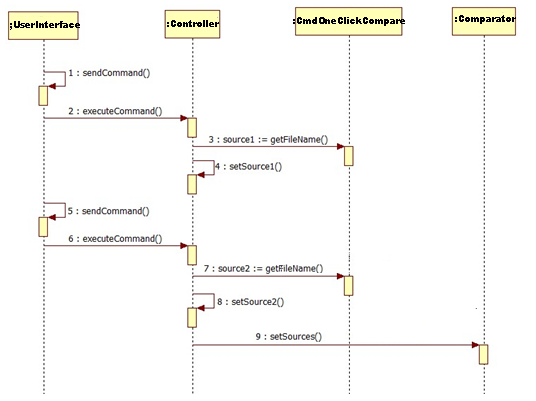 :UserInterface
:Controller
:CmdOneClickCompare
:Comparator
1 : sendCommand()
2 : executeCommand()
3 : source1 := getFileName()
4 : setSource1()
5 : sendCommand()
6 : executeCommand()
7 : source2 := getFileName()
8 : setSource2()
9 : setSources()